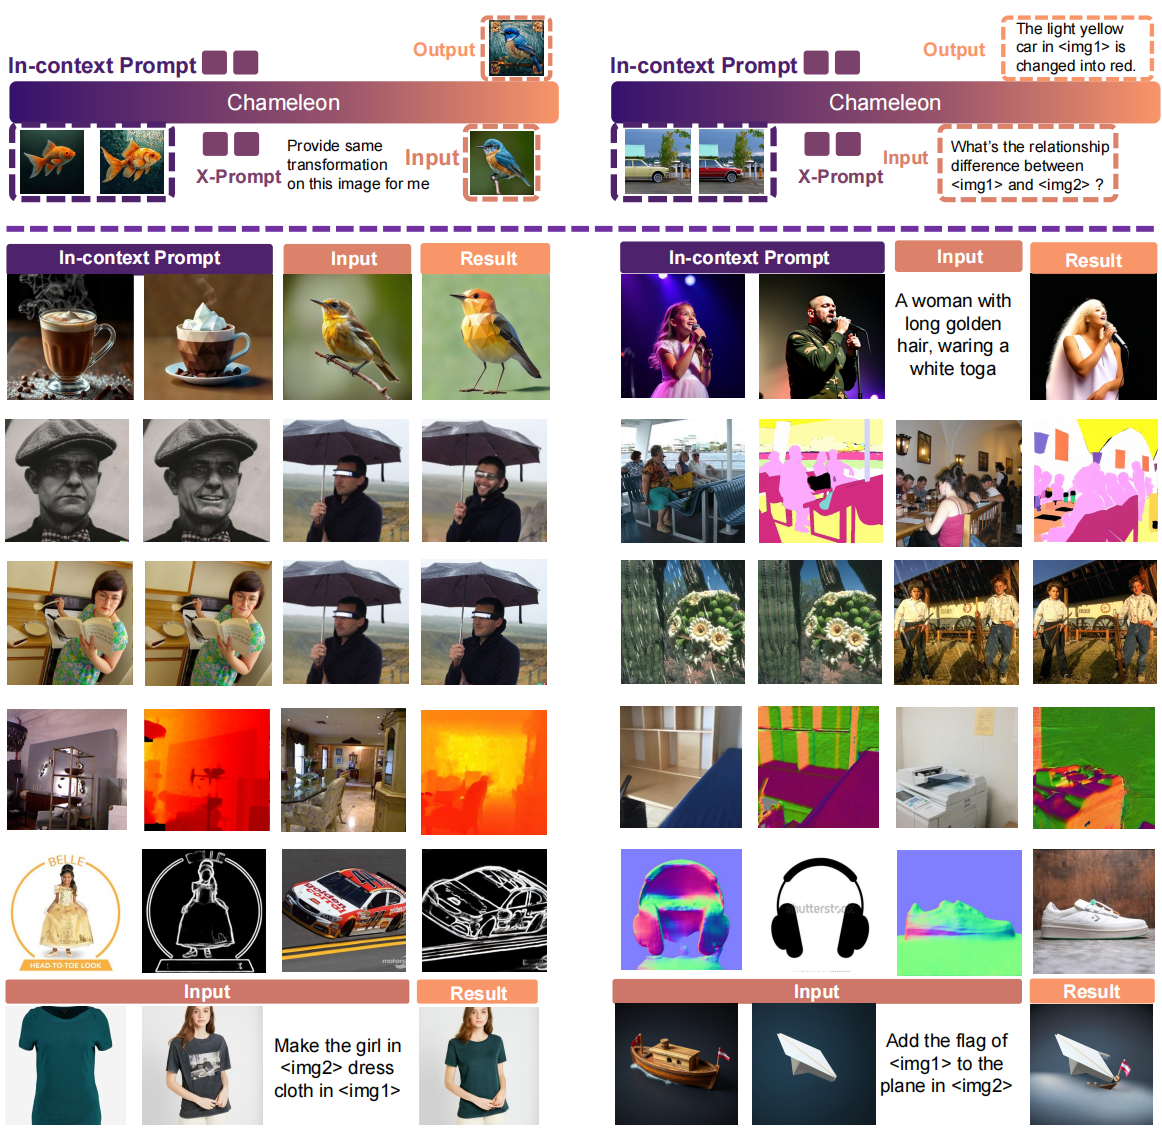 Output
In-context Prompt
Chameleon
X-Prompt
Provide same
transformation
on this image for me
Input
Output
The light yellow
car in <img1> is
changed into red.
In-context Prompt
Chameleon
X-Prompt
Input
What's the relationship
difference between
<img1> and <img2> ?
In-context Prompt
Input
Result
In-context Prompt
Input
Result
A woman with
long golden
hair, waring a
white toga
BELLE
HEAD-TO-TOE LOOK
golden
corral
motors
shutterstock
Input
Result
Make the girl in
<img2> dress
cloth in <img1>
Input
Result
Add the flag of
<img1> to the
plane in <img2>